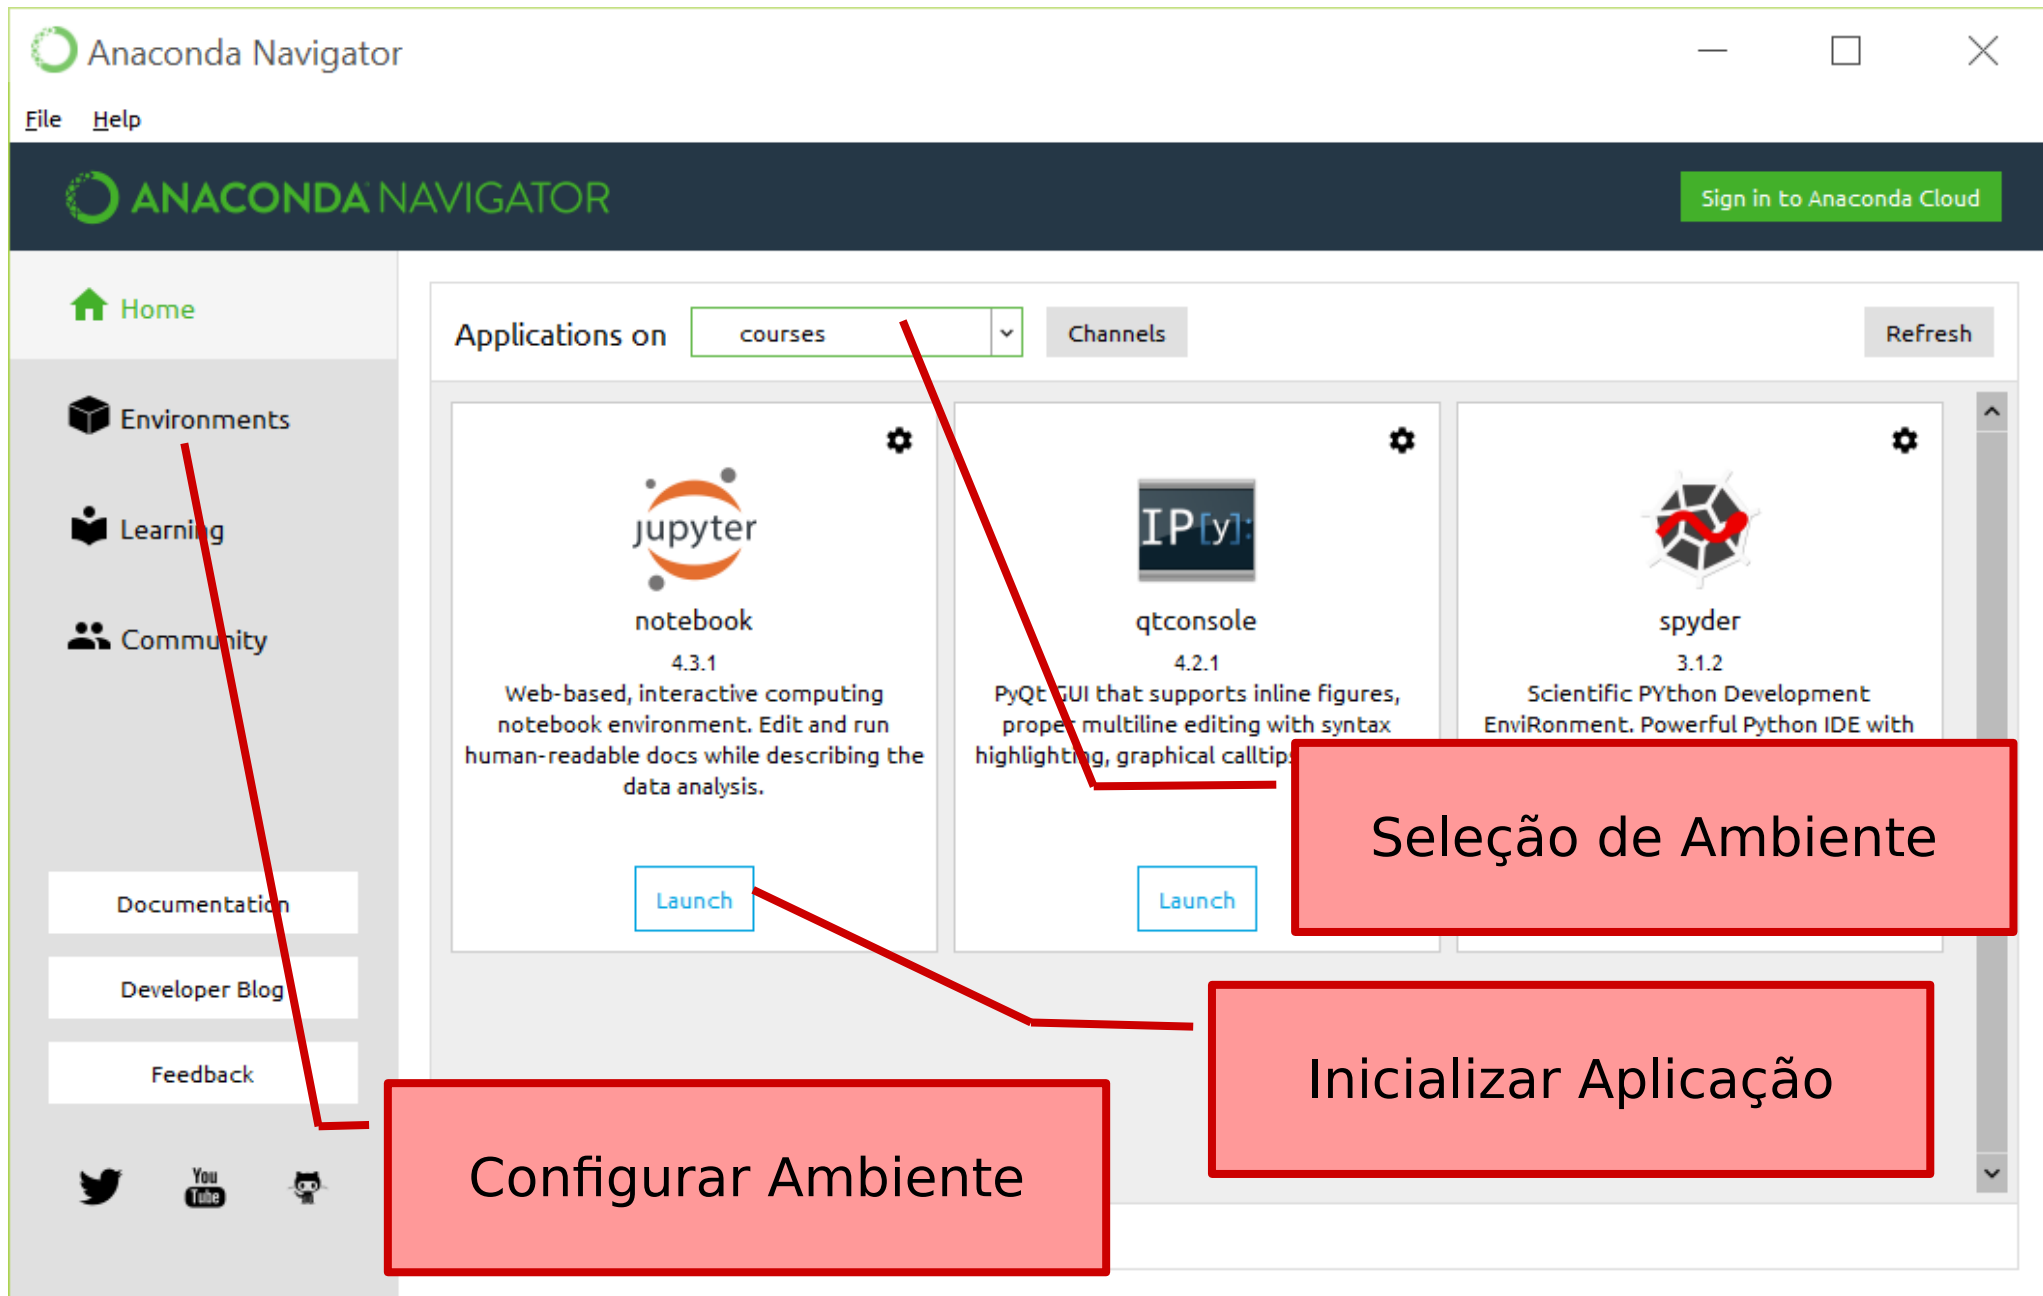 Anaconda Navigator
File Help
ANACONDA NAVIGATOR
Sign in to Anaconda Cloud
Home
Environments
Learning
Community
Documentation
Developer Blog
Feedback
You
Tube
Applications on courses Channels Refresh
jupyter
notebook
4.3.1
Web-based, interactive computing
notebook environment. Edit and run
human-readable docs while describing the
data analysis.
Launch
IP[y]:
qtconsole
4.2.1
PyQt GUI that supports inline figures,
proper multiline editing with syntax
highlighting, graphical calltips
Launch
spyder
3.1.2
Scientific PYthon Development
EnviRonment. Powerful Python IDE with
Seleção de Ambiente
Inicializar Aplicação
Configurar Ambiente